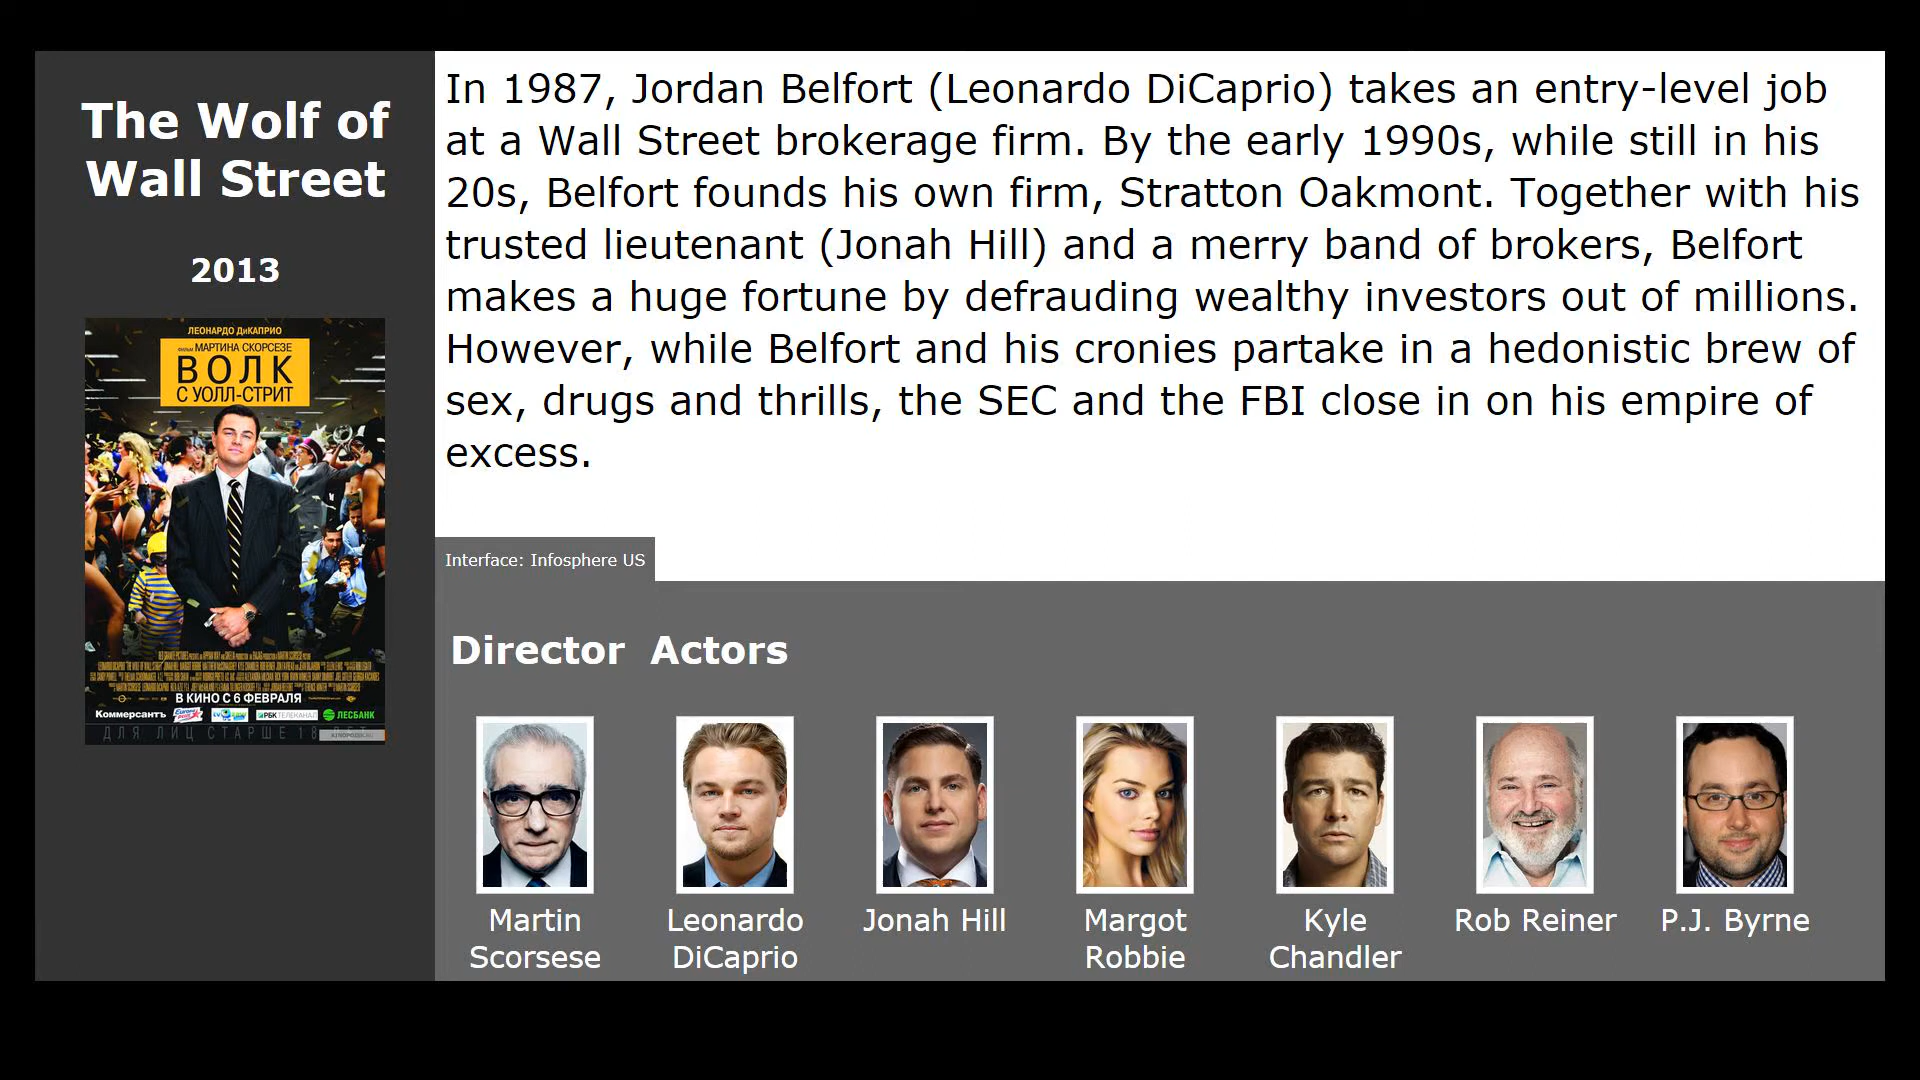 The Wolf of
Wall Street
2013
ЛЕОНАРДО ДиКАПРИО
ФИЛЬМ МАРТИНА СКОРСЕЗЕ
ВОЛК
С УОЛЛ-СТРИТ
В КИНО С 6 ФЕВРАЛЯ
Коммерсантъ
РБК ТЕЛЕКАНАЛ
ЛЕСБАНК
ДЛЯ ЛИЦ СТАРШЕ 18 ЛЕТ
In 1987, Jordan Belfort (Leonardo DiCaprio) takes an entry-level job
at a Wall Street brokerage firm. By the early 1990s, while still in his
20s, Belfort founds his own firm, Stratton Oakmont. Together with his
trusted lieutenant (Jonah Hill) and a merry band of brokers, Belfort
makes a huge fortune by defrauding wealthy investors out of millions.
However, while Belfort and his cronies partake in a hedonistic brew of
sex, drugs and thrills, the SEC and the FBI close in on his empire of
excess.
Interface: Infosphere US
Director Actors
Martin
Scorsese
Leonardo
DiCaprio
Jonah Hill
Margot
Robbie
Kyle
Chandler
Rob Reiner
P.J. Byrne